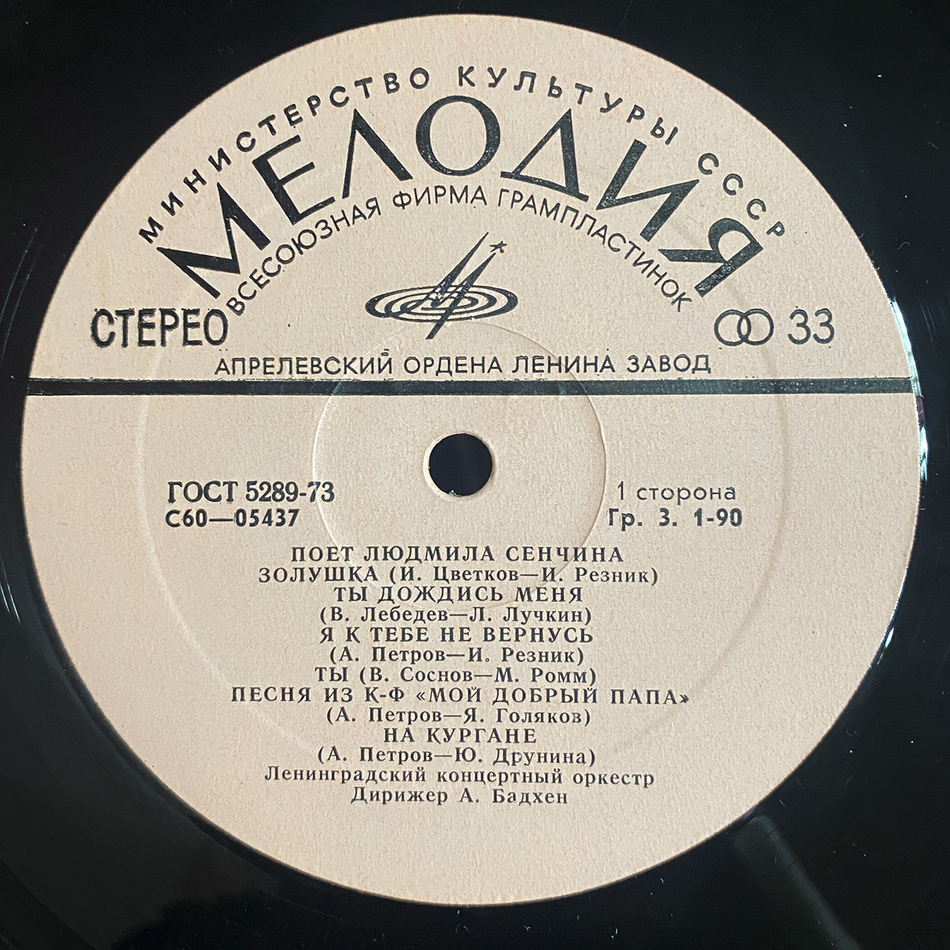 МИНИСТЕРСТВО КУЛЬТУРЫ СССР
МЕЛОДИЯ
ВСЕСОЮЗНАЯ ФИРМА ГРАМПЛАСТИНОК
СТЕРЕО
33
АПРЕЛЕВСКИЙ ОРДЕНА ЛЕНИНА ЗАВОД
ГОСТ 5289-73
1 сторона
С60—05437
Гр. 3. 1-90
ПОЕТ ЛЮДМИЛА СЕНЧИНА
ЗОЛУШКА (И. Цветков—И. Резник)
ТЫ ДОЖДИСЬ МЕНЯ
(В. Лебедев—Л. Лучкин)
Я К ТЕБЕ НЕ ВЕРНУСЬ
(А. Петров—И. Резник)
ТЫ (В. Соснов—М. Ромм)
ПЕСНЯ ИЗ К-Ф «МОЙ ДОБРЫЙ ПАПА»
(А. Петров—Я. Голяков)
НА КУРГАНЕ
(А. Петров—Ю. Друнина)
Ленинградский концертный оркестр
Дирижер А. Бадхен